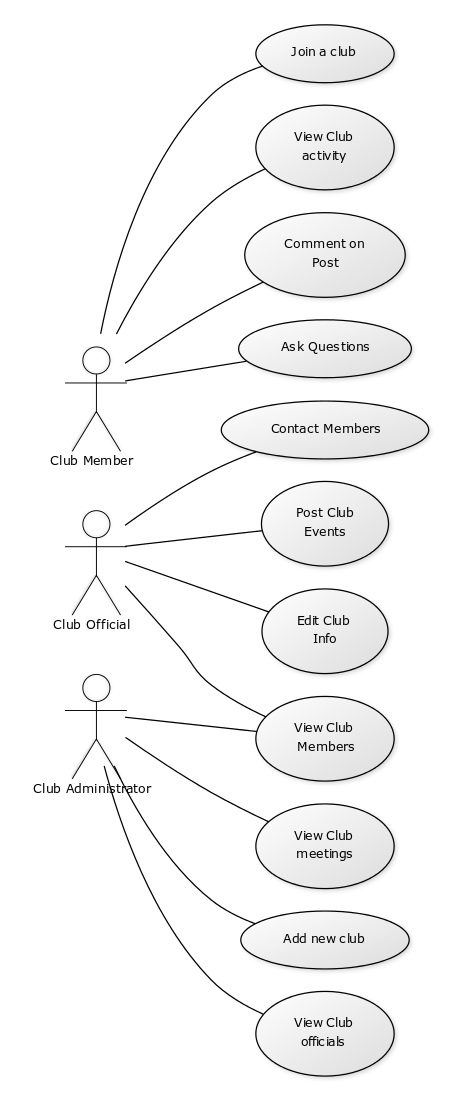 Join a club
View Club
activity
Comment on
Post
Ask Questions
Club Member
Contact Members
Post Club
Events
Club Official
Edit Club
Info
View Club
Members
Club Administrator
View Club
meetings
Add new club
View Club
officials